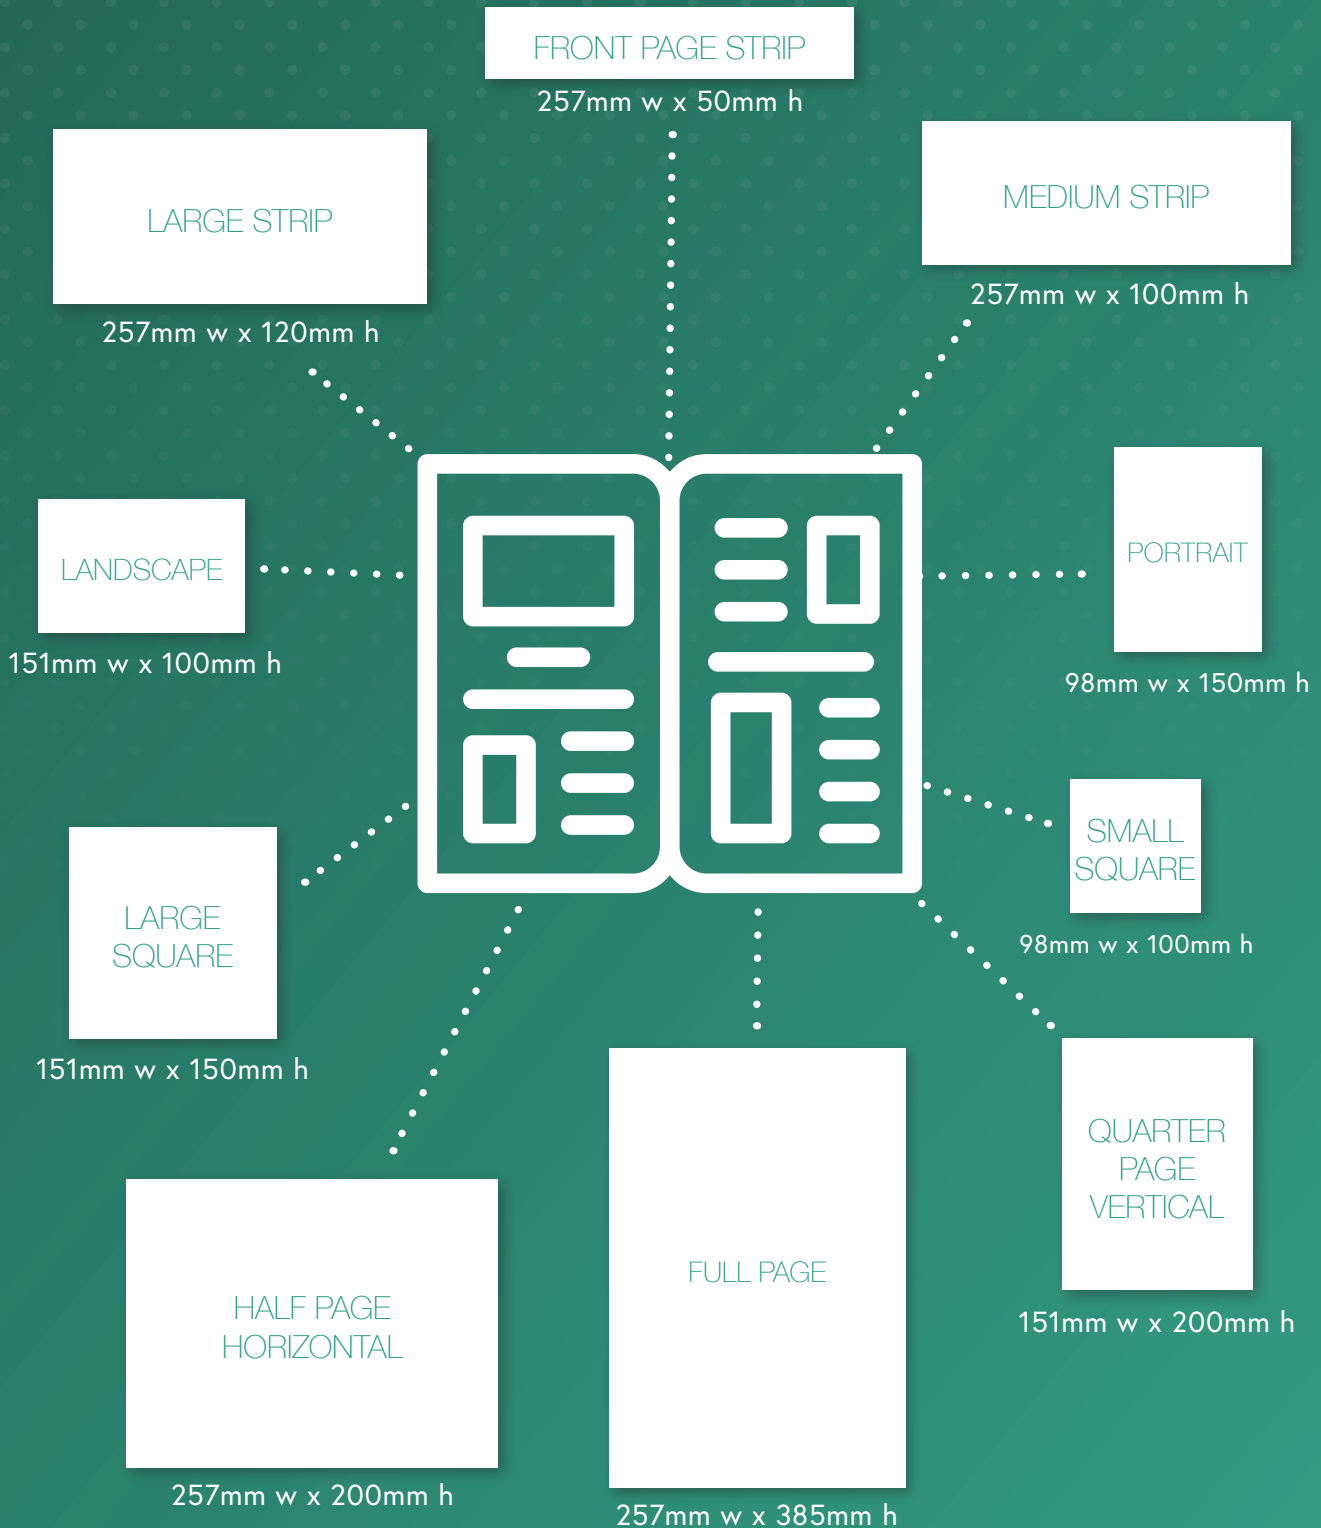 FRONT PAGE STRIP
257mm w x 50mm h
LARGE STRIP
257mm w x 120mm h
MEDIUM STRIP
257mm w x 100mm h
LANDSCAPE
151mm w x 100mm h
PORTRAIT
98mm w x 150mm h
LARGE
SQUARE
151mm w x 150mm h
SMALL
SQUARE
98mm w x 100mm h
HALF PAGE
HORIZONTAL
257mm w x 200mm h
FULL PAGE
257mm w x 385mm h
QUARTER
PAGE
VERTICAL
151mm w x 200mm h